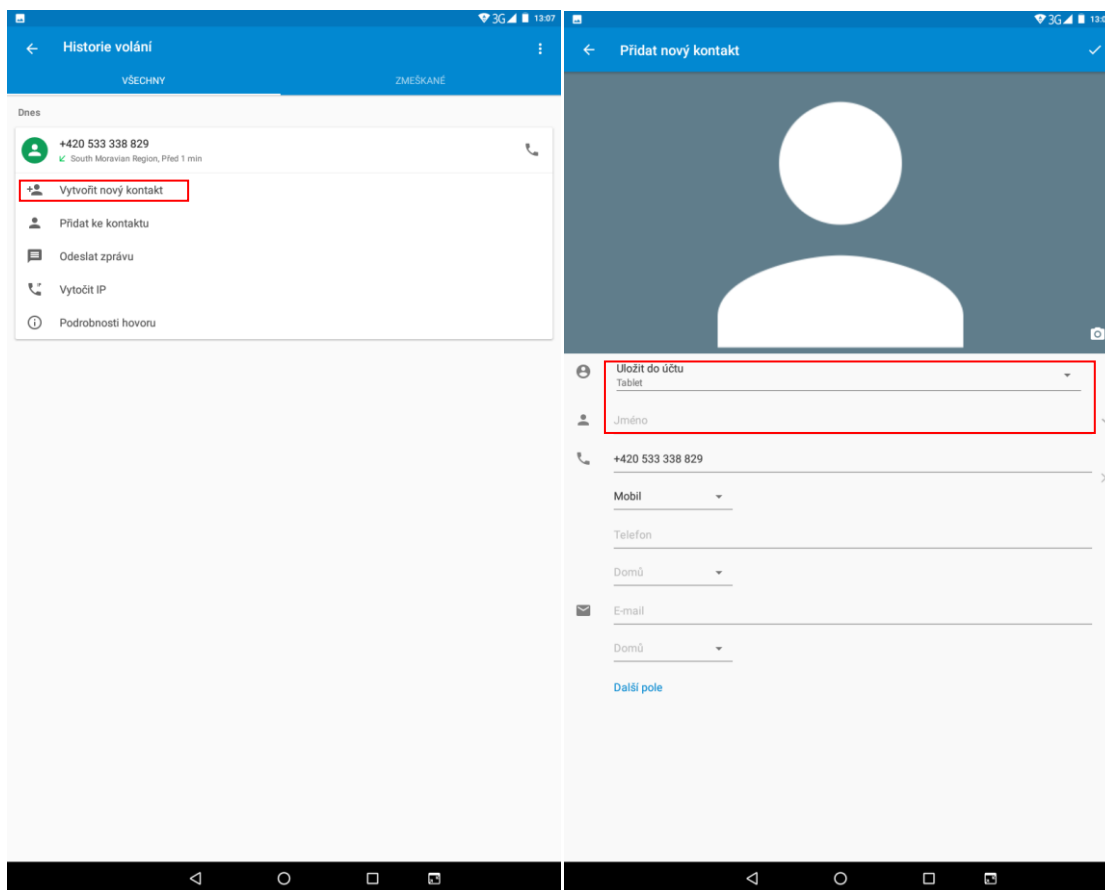 3G 13:07
Historie volání
VŠECHNY ZMEŠKANÉ
Dnes
+420 533 338 829
South Moravian Region, Před 1 min
Vytvořit nový kontakt
Přidat ke kontaktu
Odeslat zprávu
Vytočit IP
Podrobnosti hovoru
3G
Přidat nový kontakt
Uložit do účtu
Tablet
Jméno
+420 533 338 829
Mobil
Telefon
Domů
E-mail
Domů
Další pole